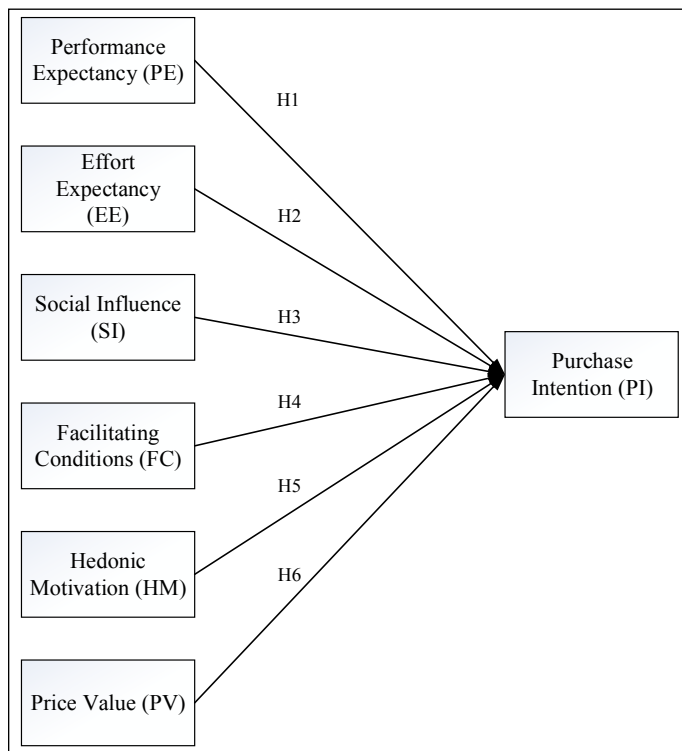 Performance
Expectancy (PE)
H1
Effort
Expectancy
(EE)
H2
Social Influence
(SI)
H3
Purchase
Intention (PI)
Facilitating
Conditions (FC)
H4
Hedonic
Motivation (HM)
H5
H6
Price Value (PV)